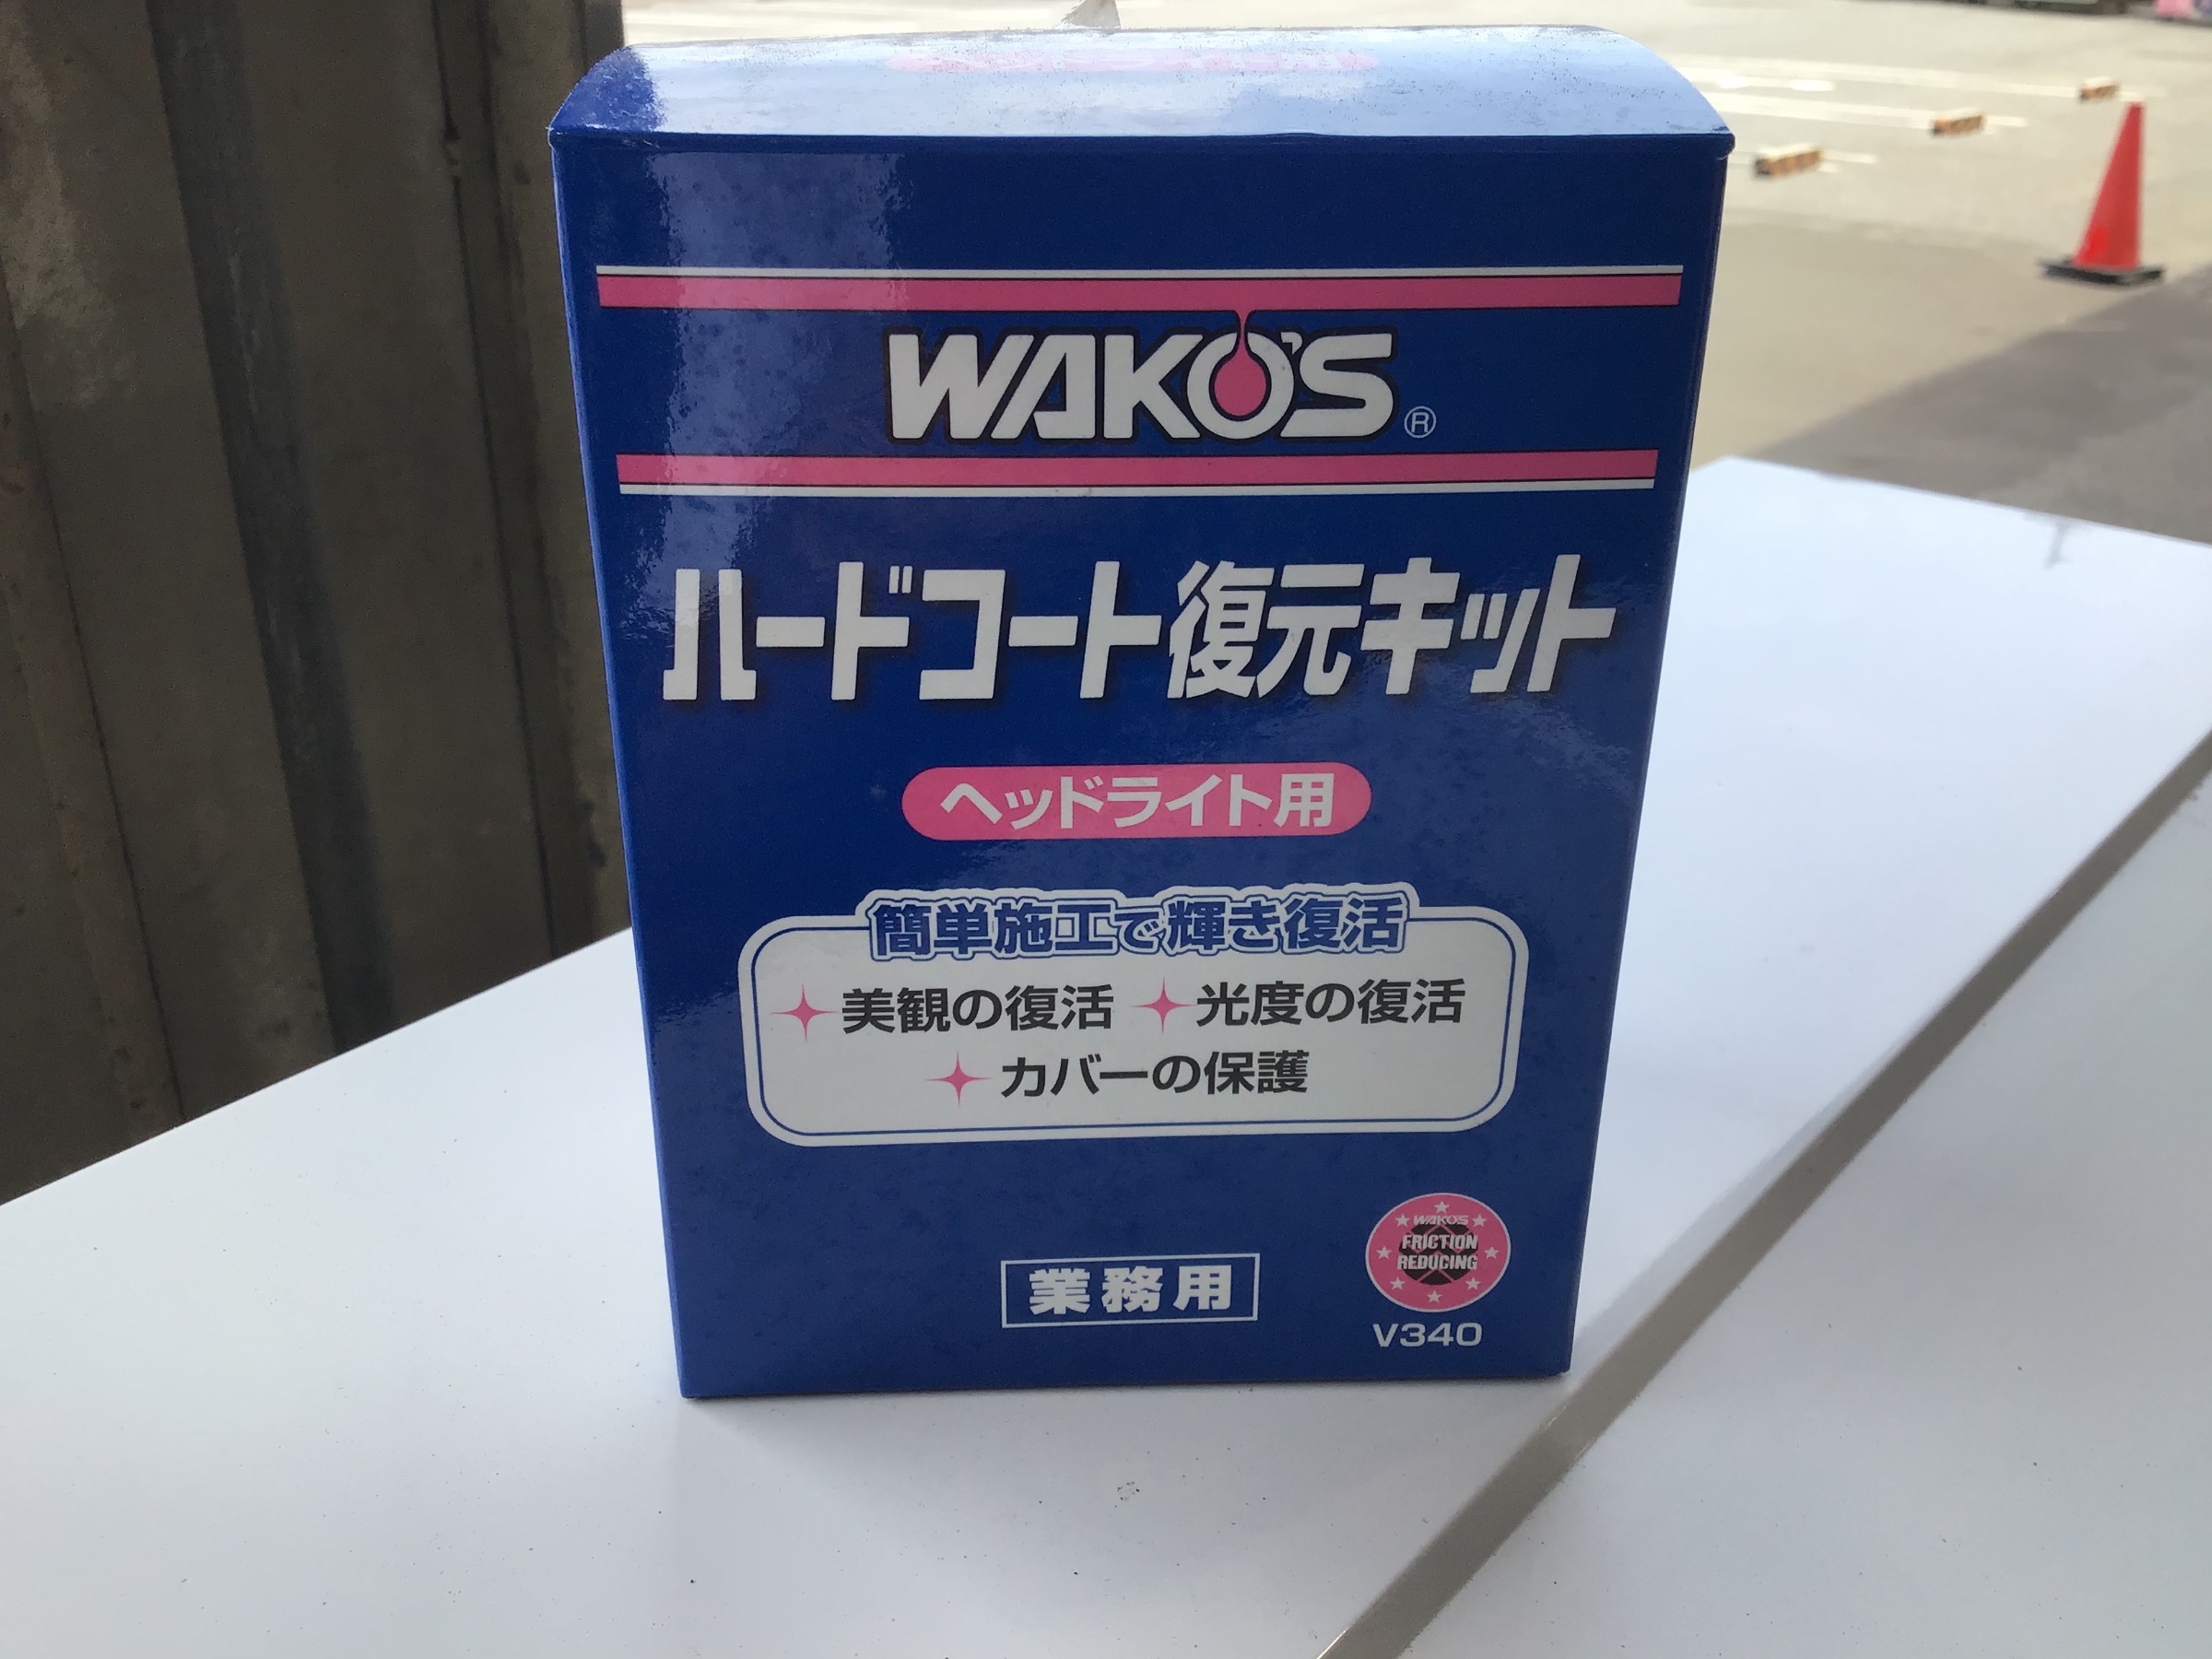 WAKO'S®
ハードコート復元キット
ヘッドライト用
簡単施工で輝き復活
美観の復活 光度の復活
カバーの保護
業務用
WAKO'S
FRICTION
REDUCING
V340